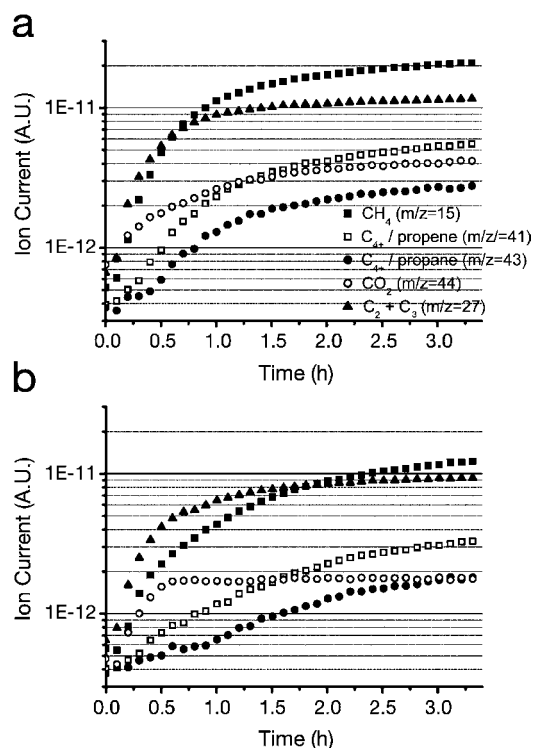 a
Ion Current (A.U.)
1E-11
1E-12
CH4 (m/z=15)
C4+ / propene (m/z/=41)
C4+ / propane (m/z=43)
CO2 (m/z=44)
C2 + C3 (m/z=27)
0.0 0.5 1.0 1.5 2.0 2.5 3.0
Time (h)
b
Ion Current (A.U.)
1E-11
1E-12
0.0 0.5 1.0 1.5 2.0 2.5 3.0
Time (h)